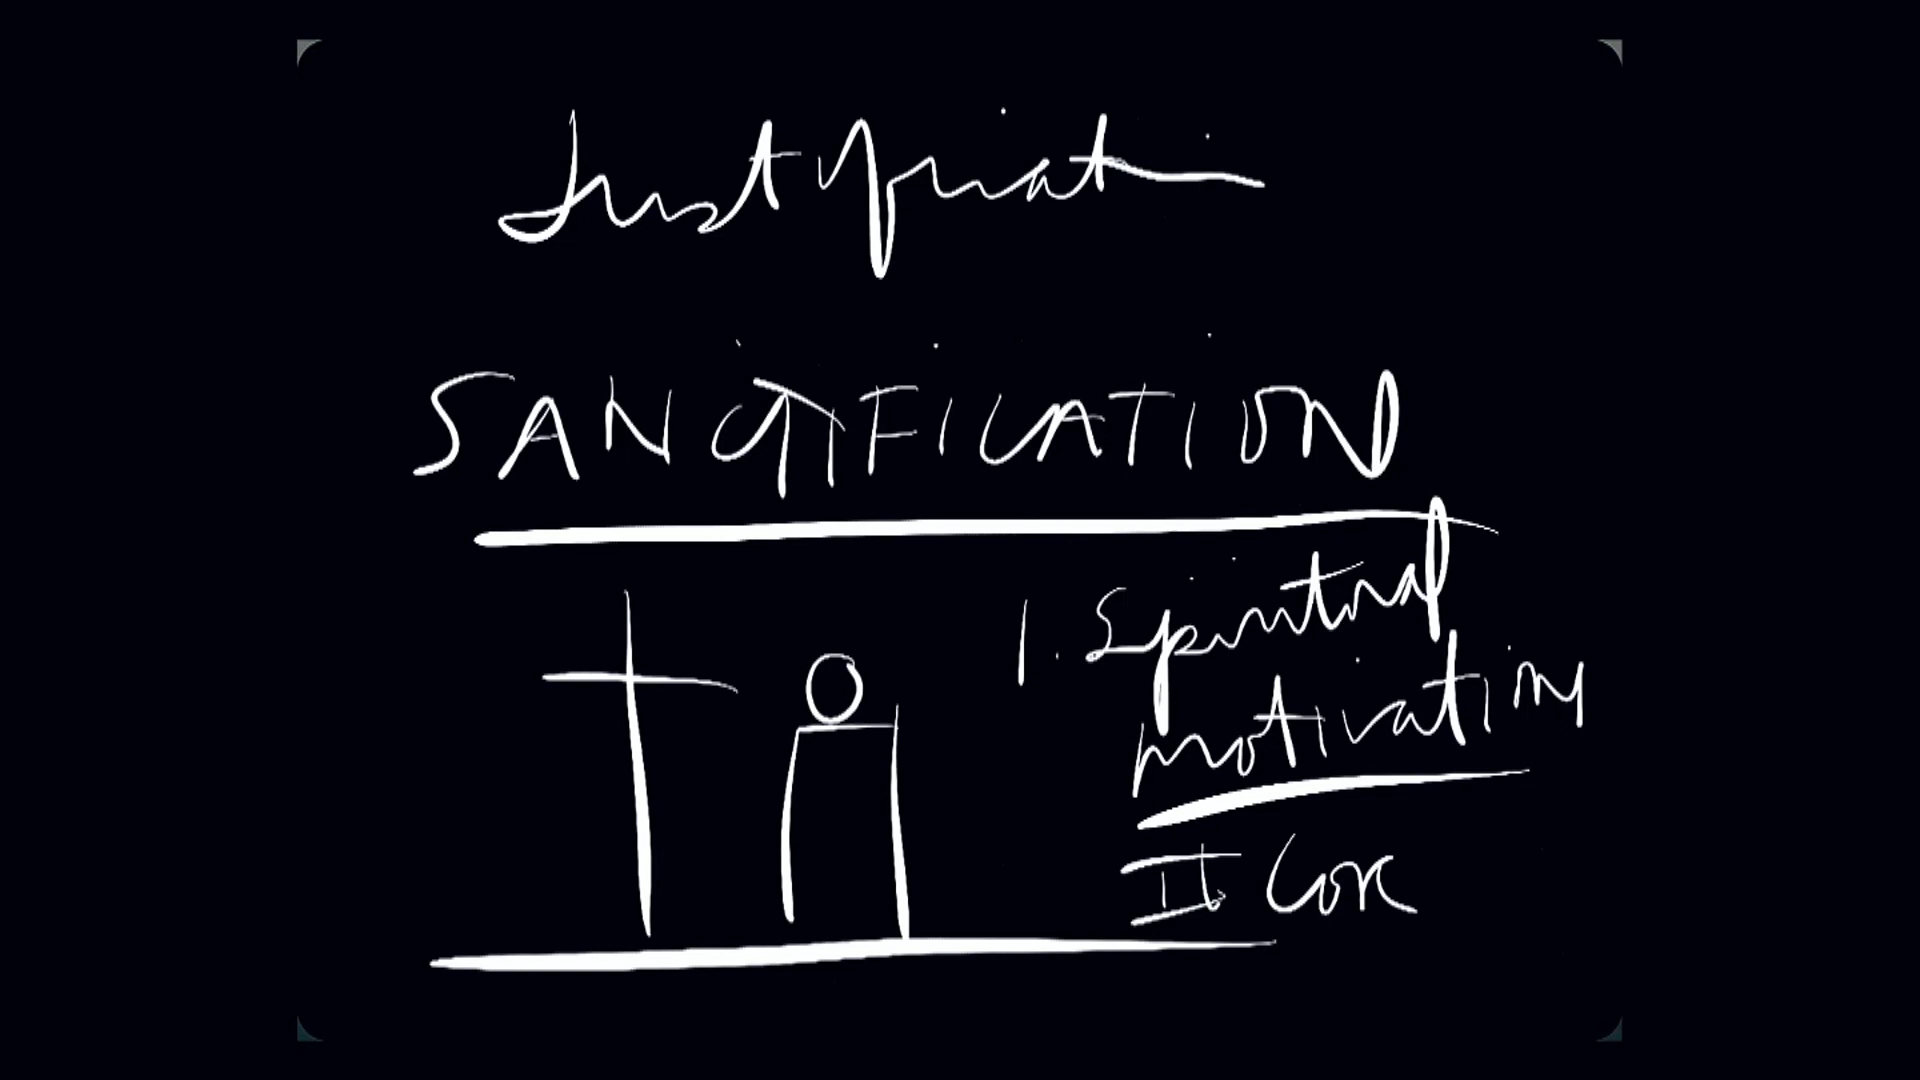 Justification
SANCTIFICATION
1. Spiritual
motivation
II Cor